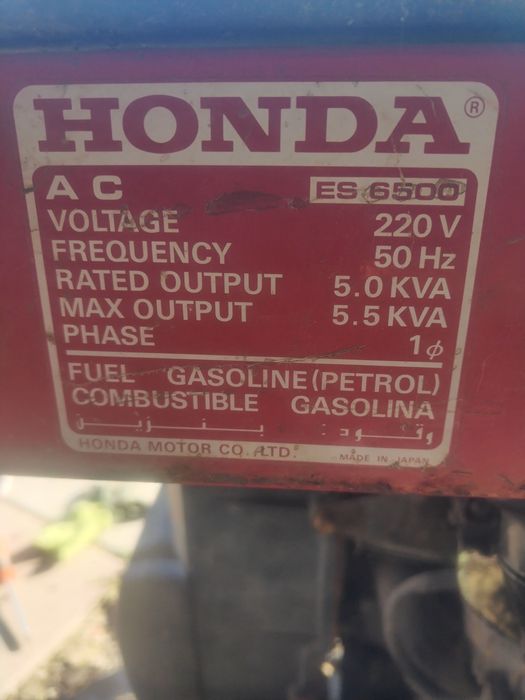 HONDA®
AC ES 6500
VOLTAGE 220 V
FREQUENCY 50 Hz
RATED OUTPUT 5.0 KVA
MAX OUTPUT 5.5 KVA
PHASE 1ϕ
FUEL GASOLINE (PETROL)
COMBUSTIBLE GASOLINA
وقود : بنزين
HONDA MOTOR CO., LTD. MADE IN JAPAN